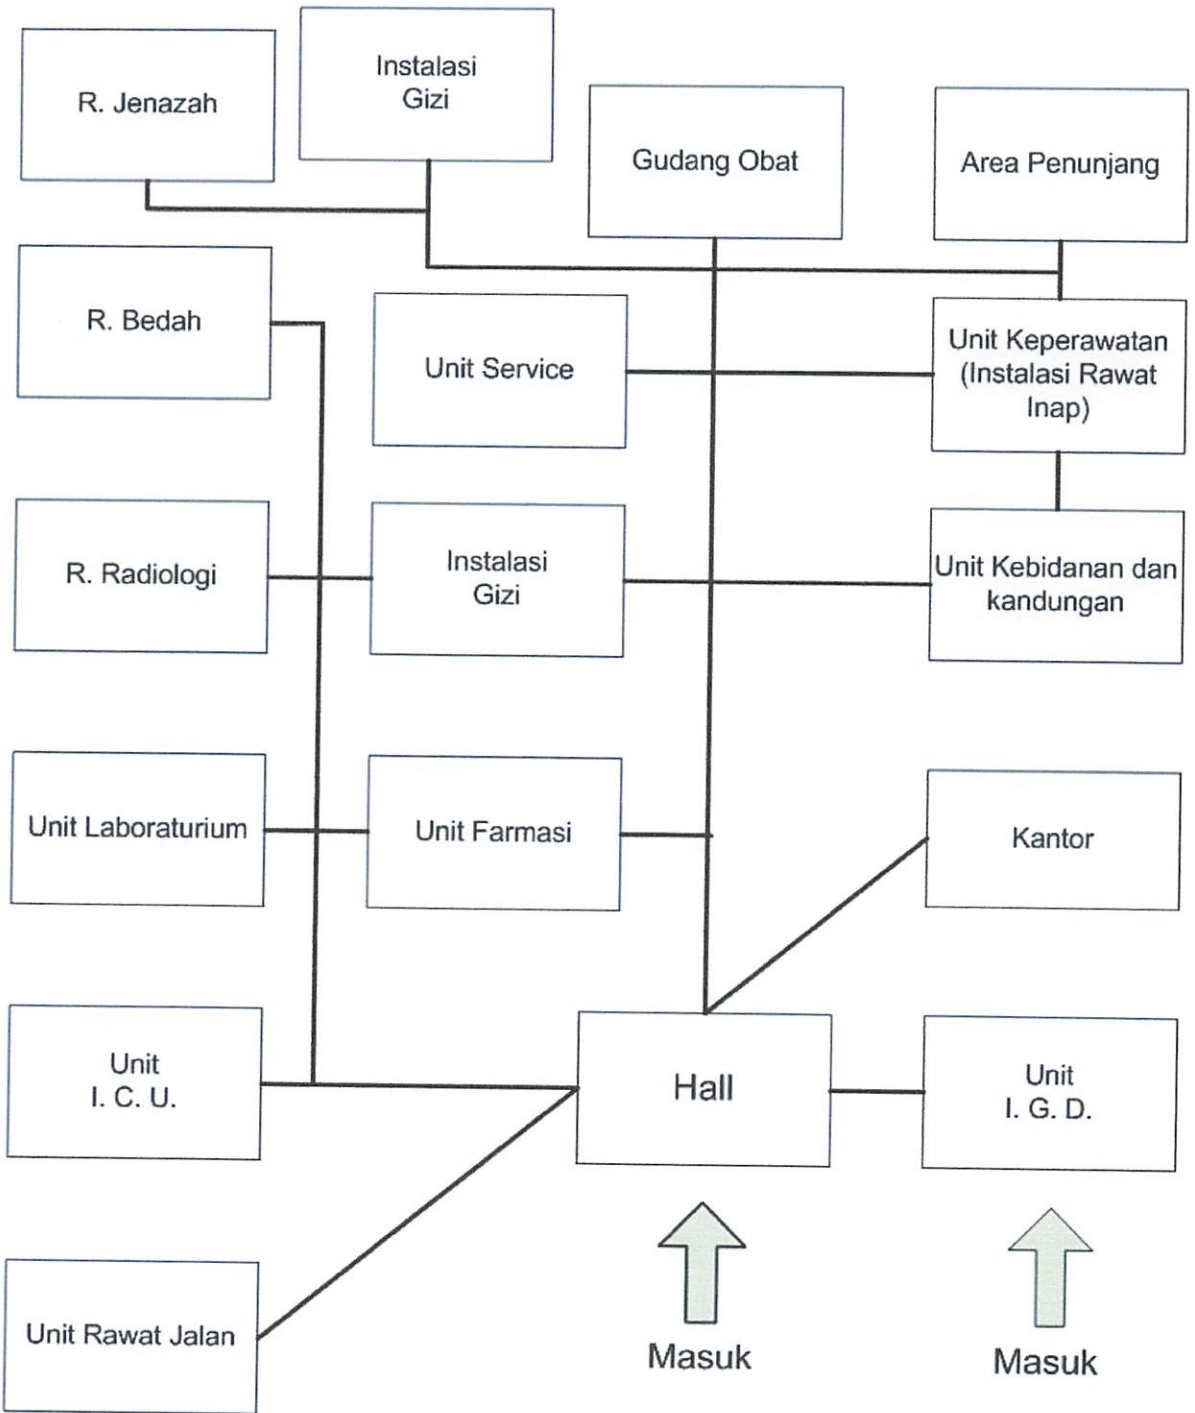 Instalasi
Gizi
R. Jenazah
Gudang Obat
Area Penunjang
R. Bedah
Unit Service
Unit Keperawatan
(Instalasi Rawat
Inap)
R. Radiologi
Instalasi
Gizi
Unit Kebidanan dan
kandungan
Unit Laboraturium
Unit Farmasi
Kantor
Unit
I. C. U.
Hall
Unit
I. G. D.
Unit Rawat Jalan
Masuk
Masuk